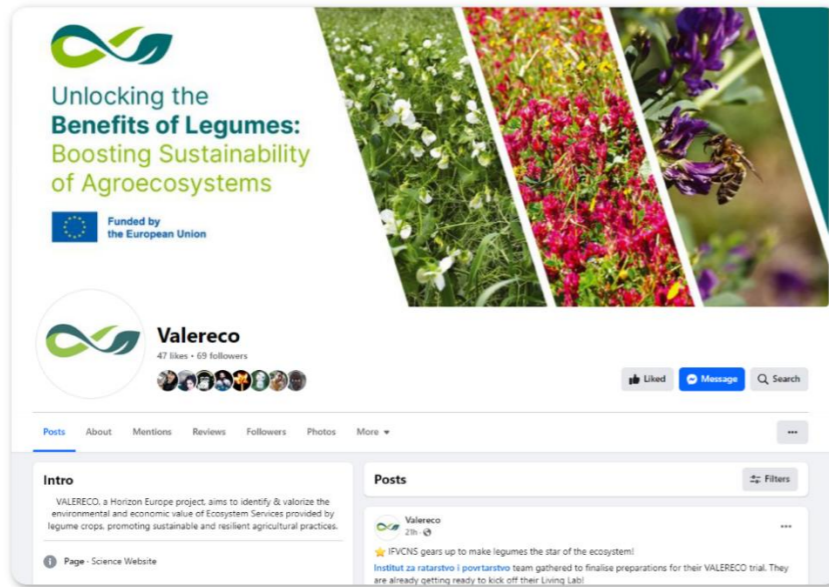 Unlocking the
Benefits of Legumes:
Boosting Sustainability
of Agroecosystems
Funded by
the European Union
Valereco
47 likes • 69 followers
Liked
Message
Search
Posts
About
Mentions
Reviews
Followers
Photos
More
Intro
VALERECO, a Horizon Europe project, aims to identify & valorize the
environmental and economic value of Ecosystem Services provided by
legume crops, promoting sustainable and resilient agricultural practices.
Page · Science Website
Posts
Filters
Valereco
21h ·
IFVCNS gears up to make legumes the star of the ecosystem!
Institut za ratarstvo i povrtarstvo team gathered to finalise preparations for their VALERECO trial. They
are already getting ready to kick off their Living Lab!